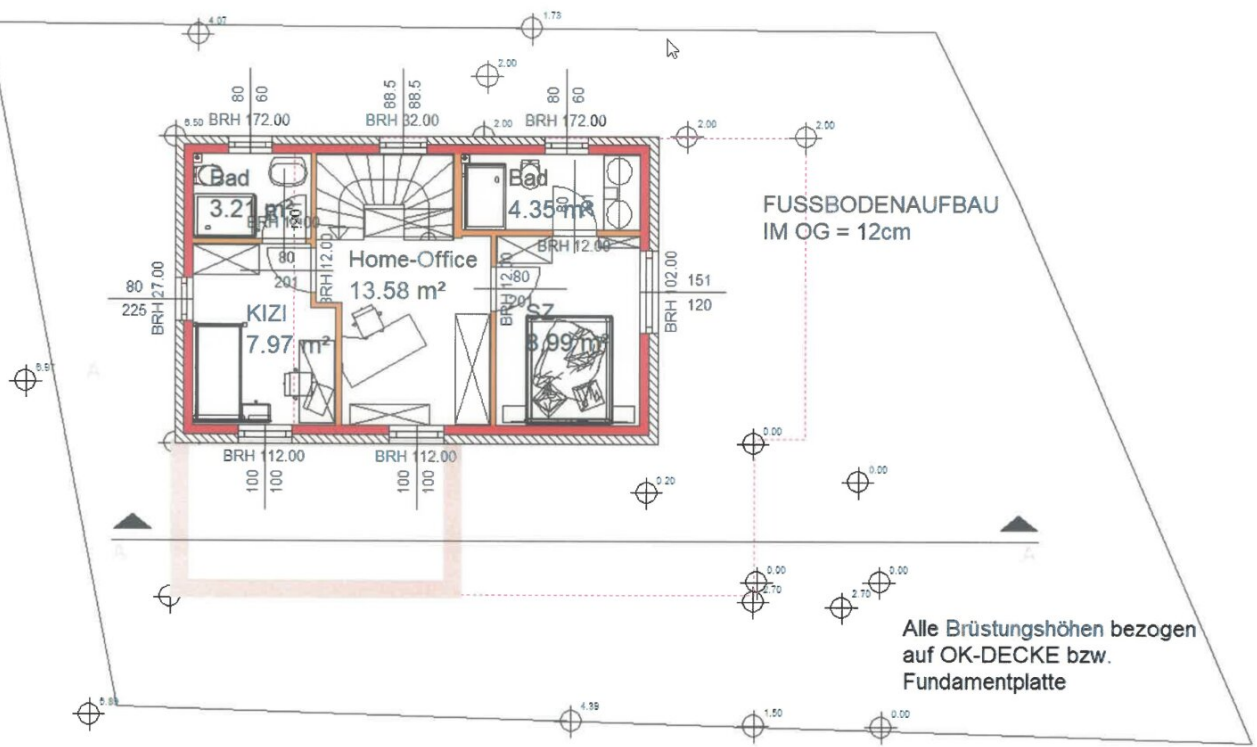 4.07
1.73
2.00
80
60
88.5
88.5
80
60
BRH 172.00
BRH 32.00
BRH 172.00
6.50
2.00
2.00
2.00
Bad
3.21 m²
Bad
4.35 m²
FUSSBODENAUFBAU
IM OG = 12cm
80
BRH 12.00
BRH 12.00
80
201
BRH 12.00
Home-Office
13.58 m²
BRH 12.00
80
201
80
225
BRH 27.00
BRH 102.00
151
120
KIZI
7.97 m²
SZ
8.99 m²
A
BRH 112.00
100
100
BRH 112.00
100
100
0.00
0.20
0.00
A
A
0.00
2.70
0.00
2.70
Alle Brüstungshöhen bezogen
auf OK-DECKE bzw.
Fundamentplatte
4.39
1.50
0.00